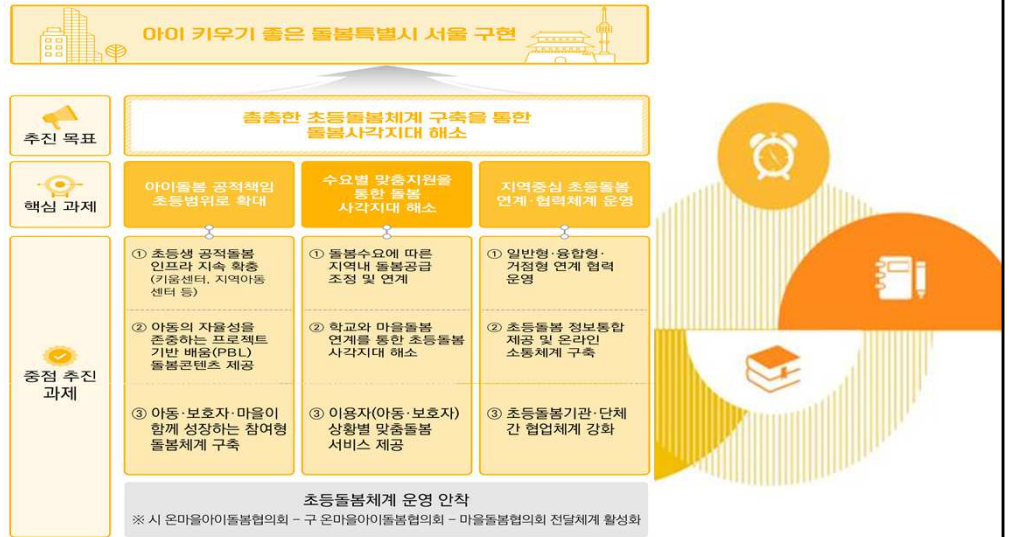 아이 키우기 좋은 돌봄특별시 서울 구현
추진 목표
촘촘한 초등돌봄체계 구축을 통한
돌봄사각지대 해소
핵심 과제
아이돌봄 공적책임
초등범위로 확대
수요별 맞춤지원을
통한 돌봄
사각지대 해소
지역중심 초등돌봄
연계·협력체계 운영
중점 추진
과제
① 초등생 공적돌봄
인프라 지속 확충
(키움센터, 지역아동
센터 등)
② 아동의 자율성을
존중하는 프로젝트
기반 배움(PBL)
돌봄콘텐츠 제공
③ 아동·보호자·마을이
함께 성장하는 참여형
돌봄체계 구축
① 돌봄수요에 따른
지역내 돌봄공급
조정 및 연계
② 학교와 마을돌봄
연계를 통한 초등돌봄
사각지대 해소
③ 이용자(아동·보호자)
상황별 맞춤돌봄
서비스 제공
① 일반형·융합형·
거점형 연계 협력
운영
② 초등돌봄 정보통합
제공 및 온라인
소통체계 구축
③ 초등돌봄기관·단체
간 협업체계 강화
초등돌봄체계 운영 안착
※ 시 온마을아이돌봄협의회 - 구 온마을아이돌봄협의회 - 마을돌봄협의회 전달체계 활성화